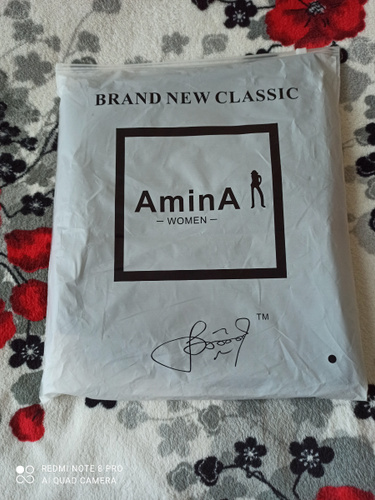 BRAND NEW CLASSIC
AminA
– WOMEN –
TM
REDMI NOTE 8 PRO
AI QUAD CAMERA